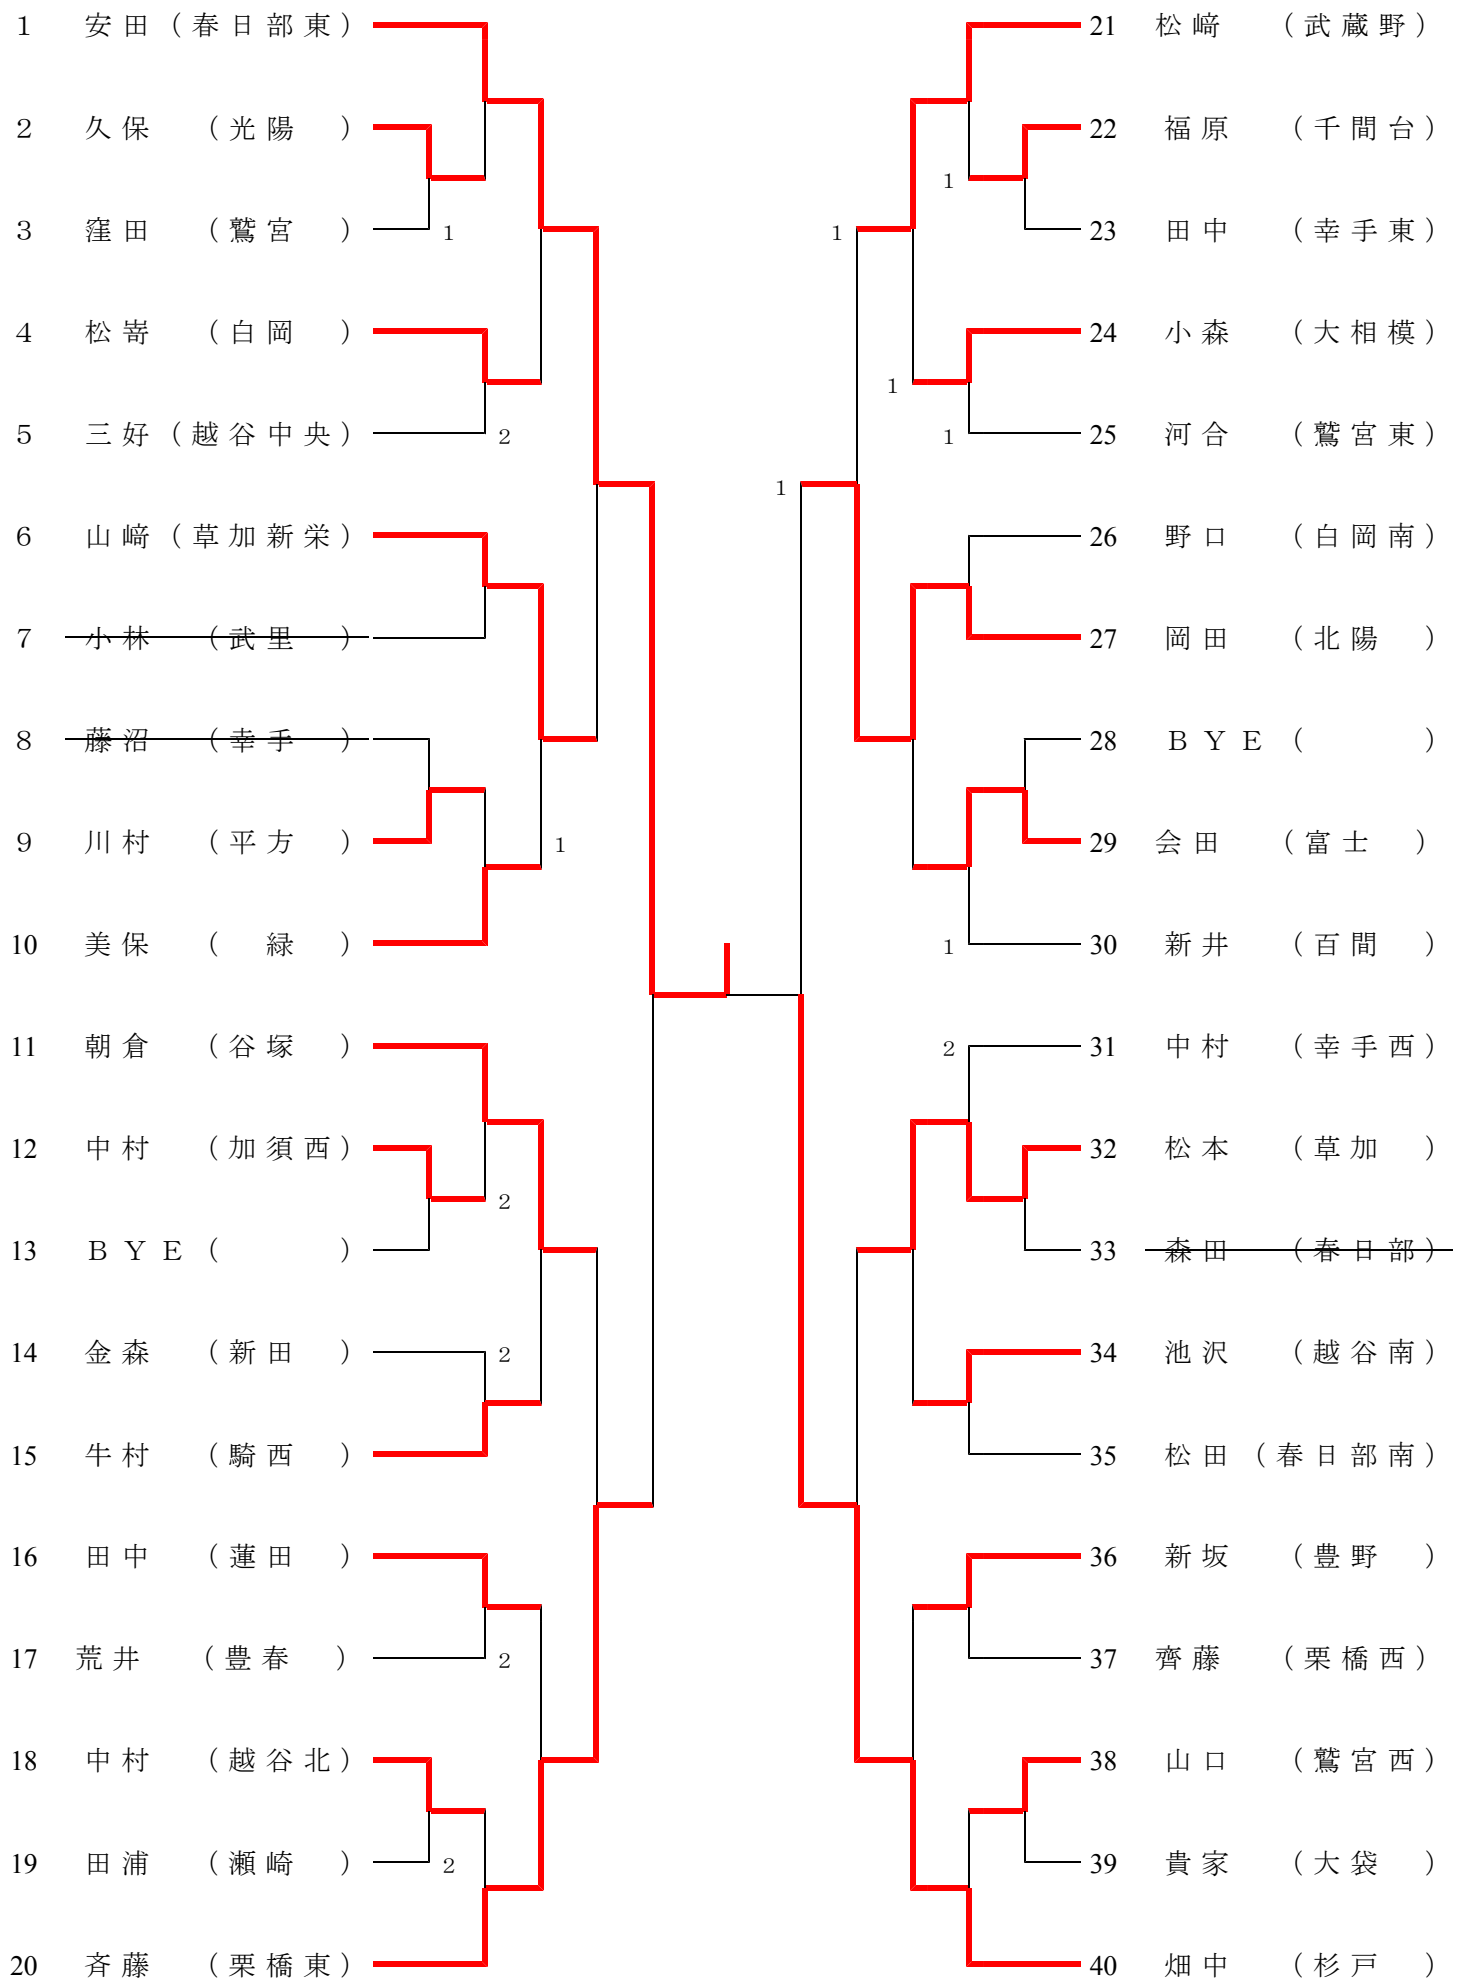 1 安田（春日部東）
2 久保（光陽）
3 窪田（鷲宮）
1
4 松嵜（白岡）
5 三好（越谷中央）
2
6 山﨑（草加新栄）
7 小林（武里）
8 藤沼（幸手）
9 川村（平方）
1
10 美保（緑）
11 朝倉（谷塚）
12 中村（加須西）
2
13 ＢＹＥ（ ）
14 金森（新田）
2
15 牛村（騎西）
16 田中（蓮田）
17 荒井（豊春）
2
18 中村（越谷北）
19 田浦（瀬崎）
2
20 斉藤（栗橋東）
21 松﨑（武蔵野）
22 福原（千間台）
1
23 田中（幸手東）
1
24 小森（大相模）
1
25 河合（鷲宮東）
1
1
26 野口（白岡南）
27 岡田（北陽）
28 ＢＹＥ（ ）
29 会田（富士）
30 新井（百間）
1
31 中村（幸手西）
2
32 松本（草加）
33 森田（春日部）
34 池沢（越谷南）
35 松田（春日部南）
36 新坂（豊野）
37 齊藤（栗橋西）
38 山口（鷲宮西）
39 貴家（大袋）
40 畑中（杉戸）